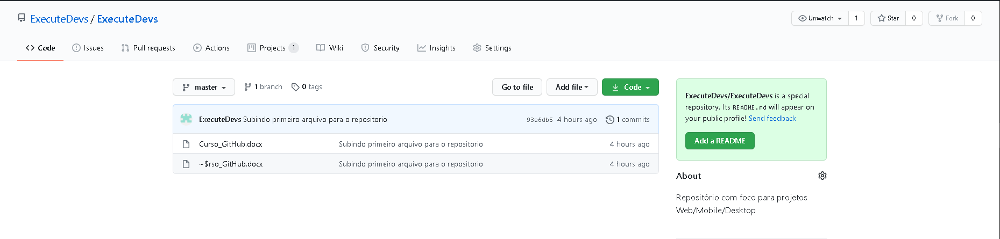 ExecuteDevs / ExecuteDevs
Unwatch 1 Star 0 Fork 0
Code Issues Pull requests Actions Projects 1 Wiki Security Insights Settings
master 1 branch 0 tags Go to file Add file Code
ExecuteDevs Subindo primeiro arquivo para o repositorio 93e6db5 4 hours ago 1 commits
Curso_GitHub.docx Subindo primeiro arquivo para o repositorio 4 hours ago
~$rso_GitHub.docx Subindo primeiro arquivo para o repositorio 4 hours ago
ExecuteDevs/ExecuteDevs is a special
repository. Its README.md will appear on
your public profile! Send feedback
Add a README
About
Repositório com foco para projetos
Web/Mobile/Desktop